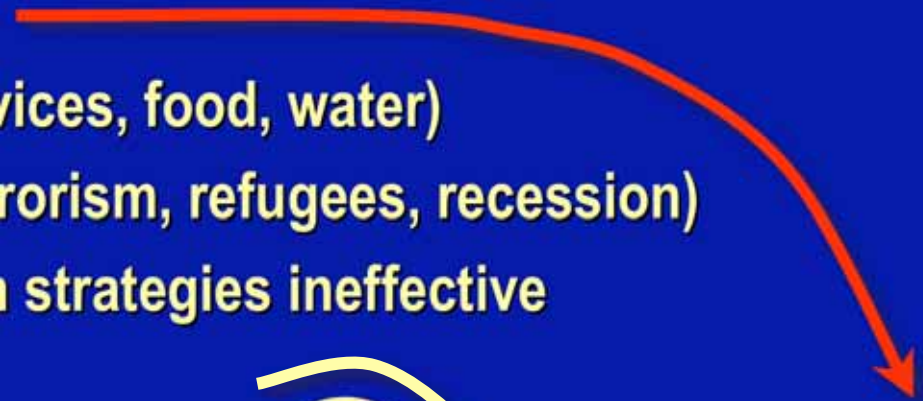 vices, food, water)
rorism, refugees, recession)
strategies ineffective